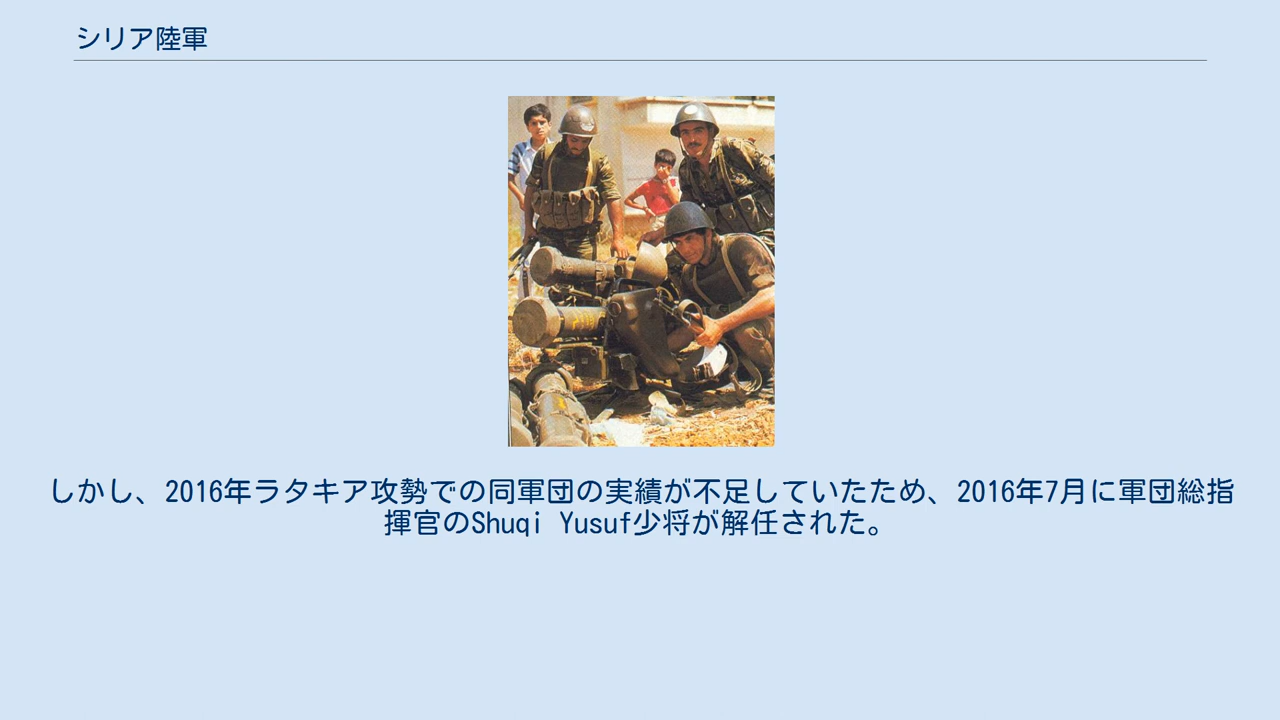 シリア陸軍
しかし、2016年ラタキア攻勢での同軍団の実績が不足していたため、2016年7月に軍団総指
揮官のShuqi Yusuf少将が解任された。